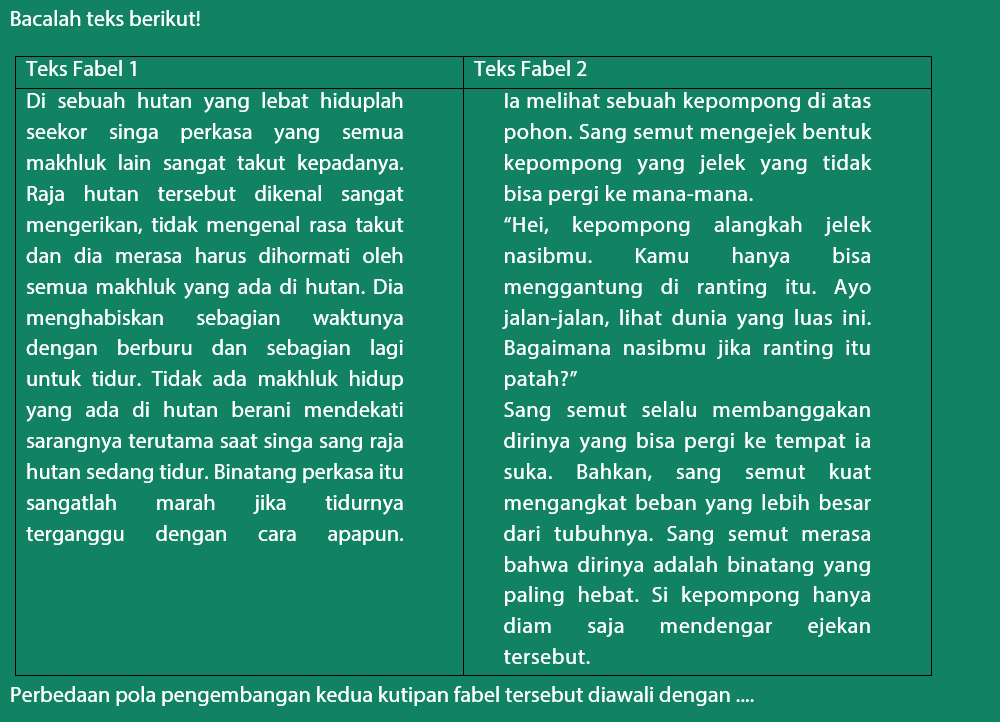 Bacalah teks berikut!
Teks Fabel 1
Di sebuah hutan yang lebat hiduplah
seekor singa perkasa yang semua
makhluk lain sangat takut kepadanya.
Raja hutan tersebut dikenal sangat
mengerikan, tidak mengenal rasa takut
dan dia merasa harus dihormati oleh
semua makhluk yang ada di hutan. Dia
menghabiskan sebagian waktunya
dengan berburu dan sebagian lagi
untuk tidur. Tidak ada makhluk hidup
yang ada di hutan berani mendekati
sarangnya terutama saat singa sang raja
hutan sedang tidur. Binatang perkasa itu
sangatlah marah jika tidurnya
terganggu dengan cara apapun.
Teks Fabel 2
Ia melihat sebuah kepompong di atas
pohon. Sang semut mengejek bentuk
kepompong yang jelek yang tidak
bisa pergi ke mana-mana.
“Hei, kepompong alangkah jelek
nasibmu. Kamu hanya bisa
menggantung di ranting itu. Ayo
jalan-jalan, lihat dunia yang luas ini.
Bagaimana nasibmu jika ranting itu
patah?”
Sang semut selalu membanggakan
dirinya yang bisa pergi ke tempat ia
suka. Bahkan, sang semut kuat
mengangkat beban yang lebih besar
dari tubuhnya. Sang semut merasa
bahwa dirinya adalah binatang yang
paling hebat. Si kepompong hanya
diam saja mendengar ejekan
tersebut.
Perbedaan pola pengembangan kedua kutipan fabel tersebut diawali dengan ....